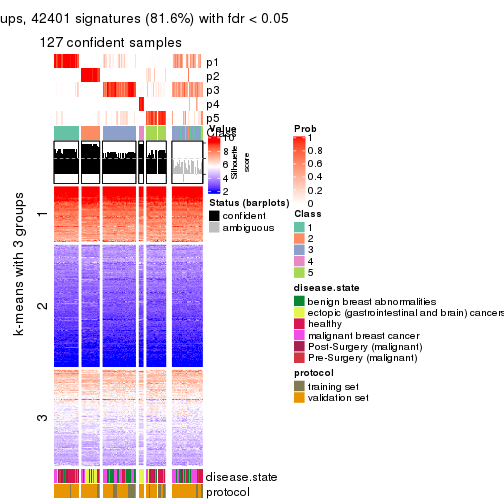 ups, 42401 signatures (81.6%) with fdr < 0.05
127 confident samples
p1
p2
p3
p4
p5
Class
Silhouette
score
k-means with 3 groups
1
2
3
disease.state
protocol
Value
10
8
6
4
2
Status (barplots)
confident
ambiguous
Prob
1
0.8
0.6
0.4
0.2
0
Class
1
2
3
4
5
disease.state
benign breast abnormalities
ectopic (gastrointestinal and brain) cancers
healthy
malignant breast cancer
Post-Surgery (malignant)
Pre-Surgery (malignant)
protocol
training set
validation set